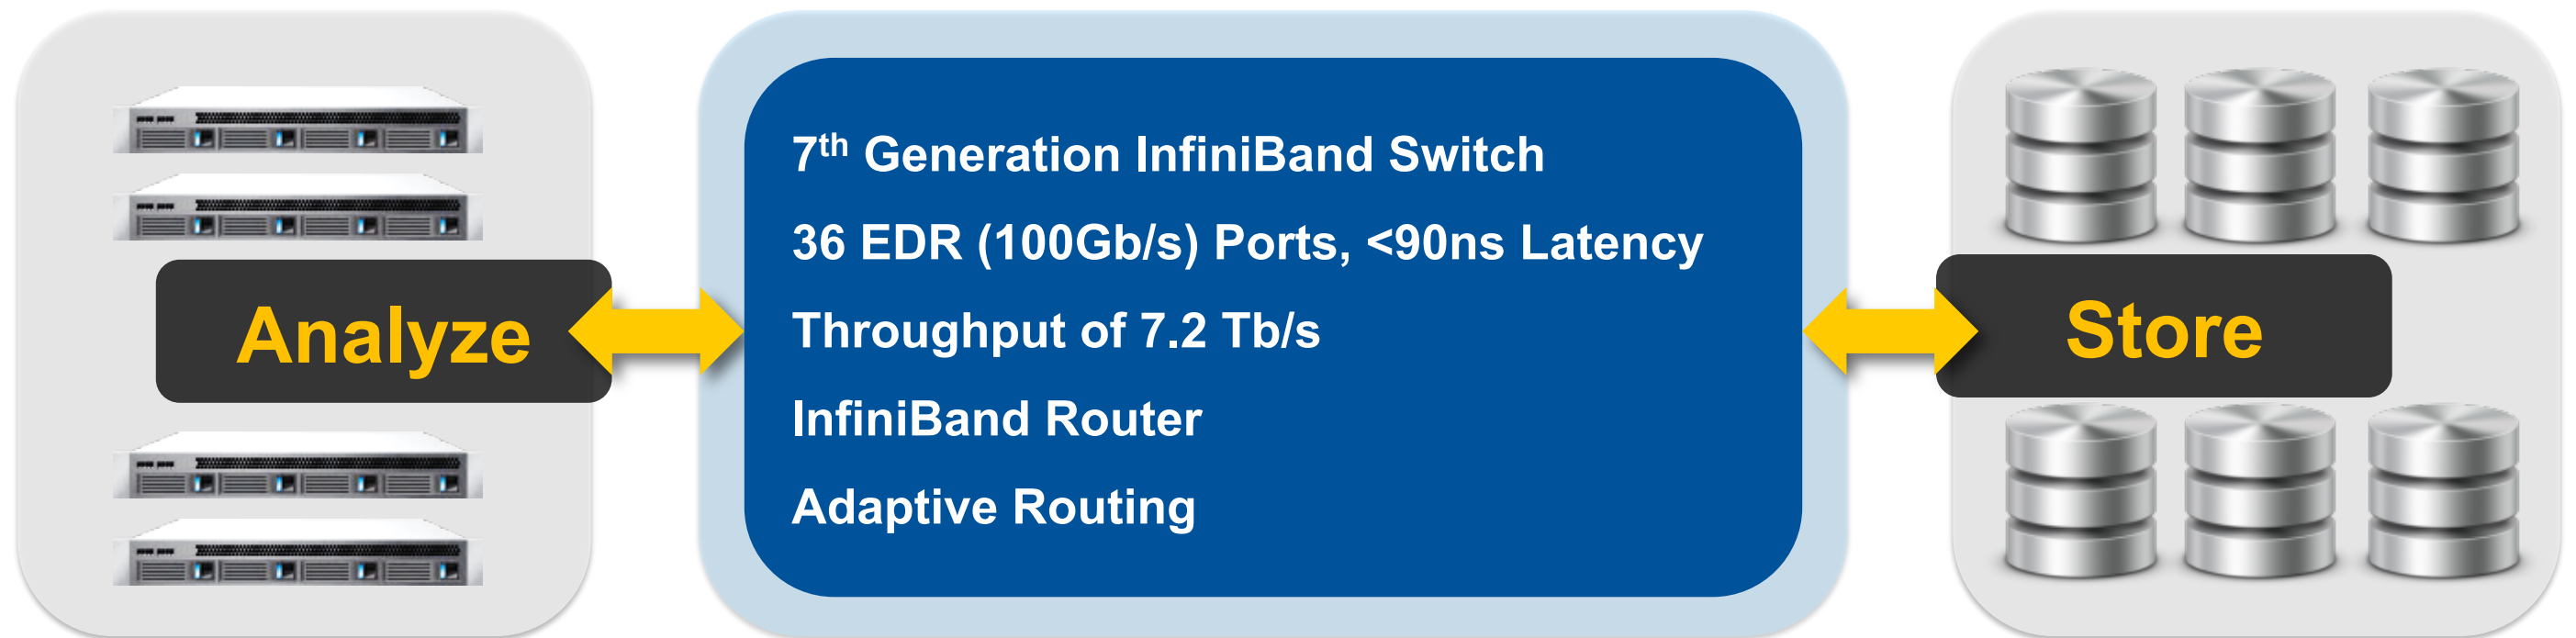 Analyze
7th Generation InfiniBand Switch
36 EDR (100Gb/s) Ports, <90ns Latency
Throughput of 7.2 Tb/s
InfiniBand Router
Adaptive Routing
Store